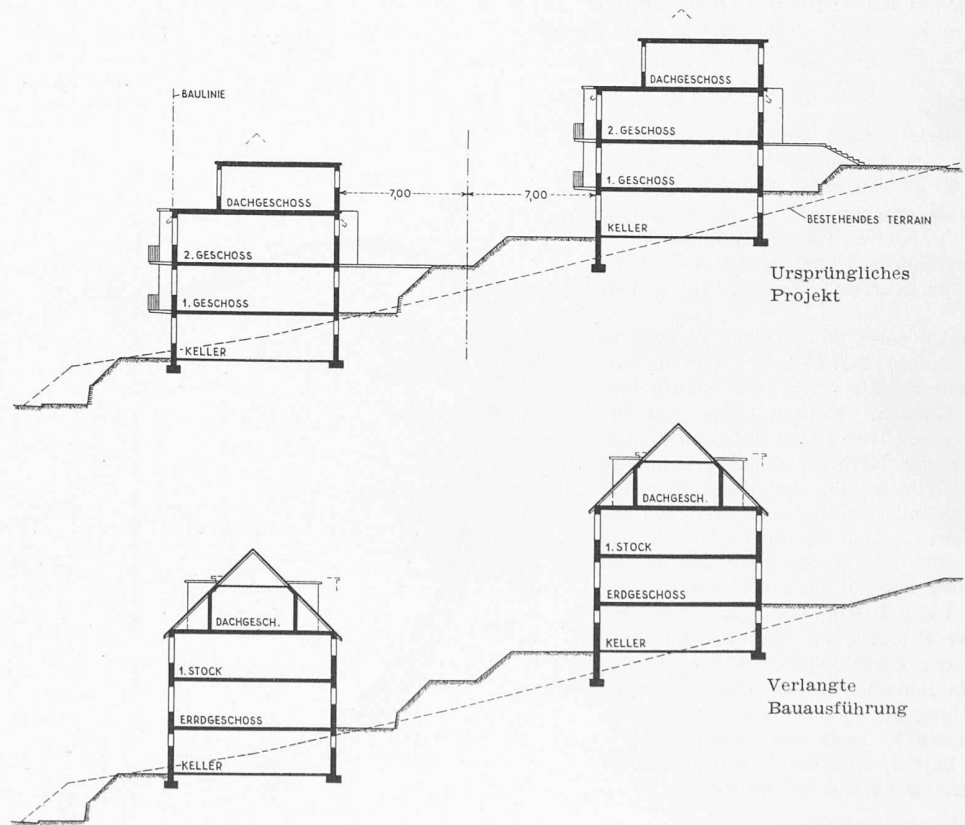 BAULINIE
DACHGESCHOSS
2. GESCHOSS
1. GESCHOSS
KELLER
7,00
7,00
DACHGESCHOSS
2. GESCHOSS
1. GESCHOSS
KELLER
BESTEHENDES TERRAIN
Ursprüngliches
Projekt
DACHGESCH.
1. STOCK
ERRDGESCHOSS
KELLER
DACHGESCH.
1. STOCK
ERDGESCHOSS
KELLER
Verlangte
Bauausführung